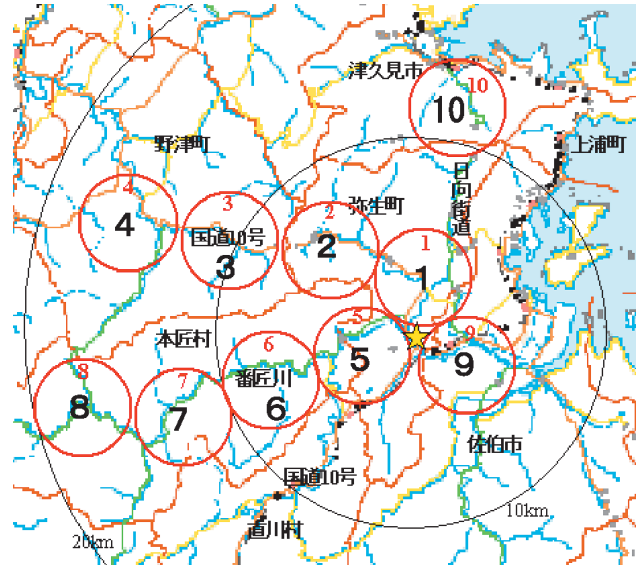 津久見市
10
10
上浦町
野津町
日向街道
4
4
3
国道10号
3
2
弥生町
2
1
1
本匠村
5
5
9
9
6
番匠川
6
7
7
8
8
佐伯市
国道10号
直川村
10km
20km